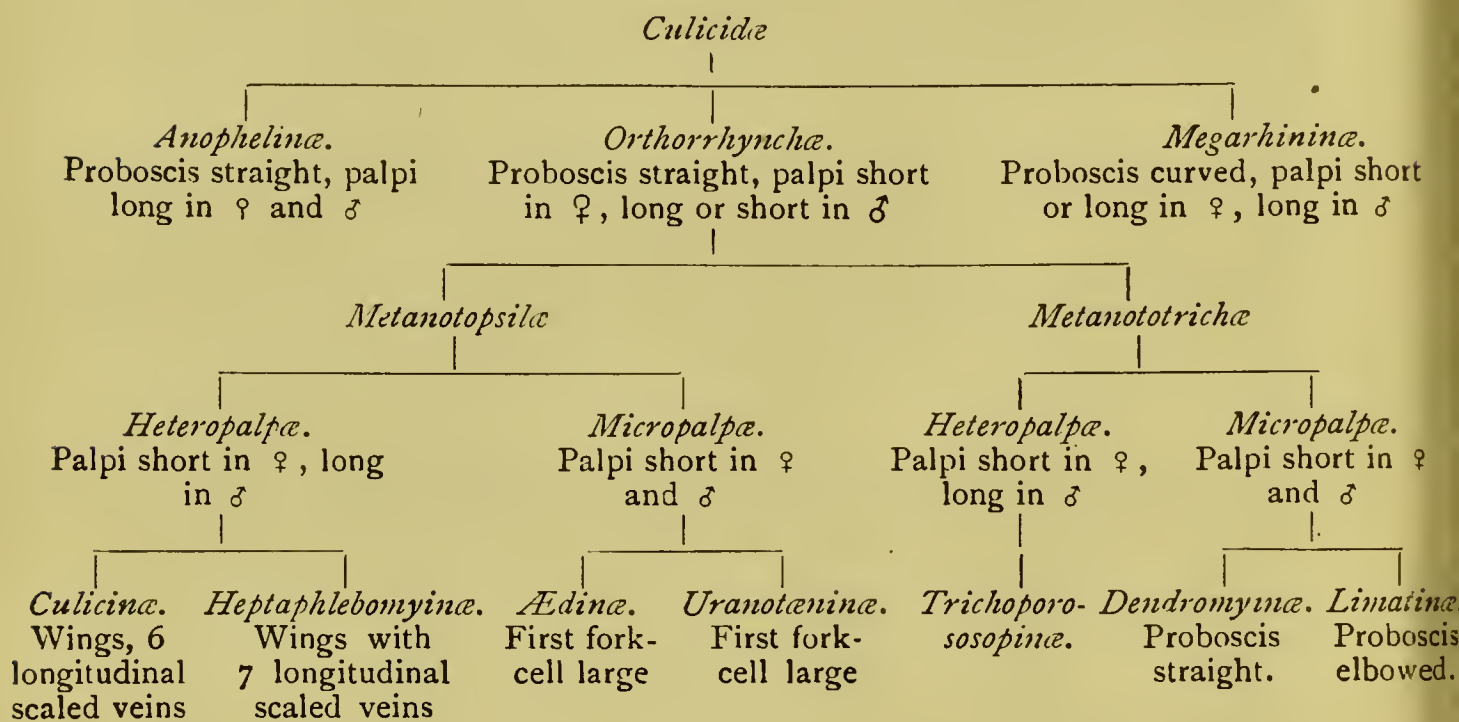 Culicidæ
Anophelinæ.
Proboscis straight, palpi
long in ♀ and ♂
Orthorrhynchæ.
Proboscis straight, palpi short
in ♀, long or short in ♂
Megarhininæ.
Proboscis curved, palpi short
or long in ♀, long in ♂
Metanotopsilæ
Metanototrichæ
Heteropalpæ.
Palpi short in ♀, long
in ♂
Micropalpæ.
Palpi short in ♀
and ♂
Heteropalpæ.
Palpi short in ♀,
long in ♂
Micropalpæ.
Palpi short in ♀
and ♂
Culicinæ.
Wings, 6
longitudinal
scaled veins
Heptaphlebomyinæ.
Wings with
7 longitudinal
scaled veins
Ædinæ.
First fork-
cell large
Uranotæninæ.
First fork-
cell large
Trichoporo-
sosopinæ.
Dendromyinæ.
Proboscis
straight.
Limatinæ.
Proboscis
elbowed.